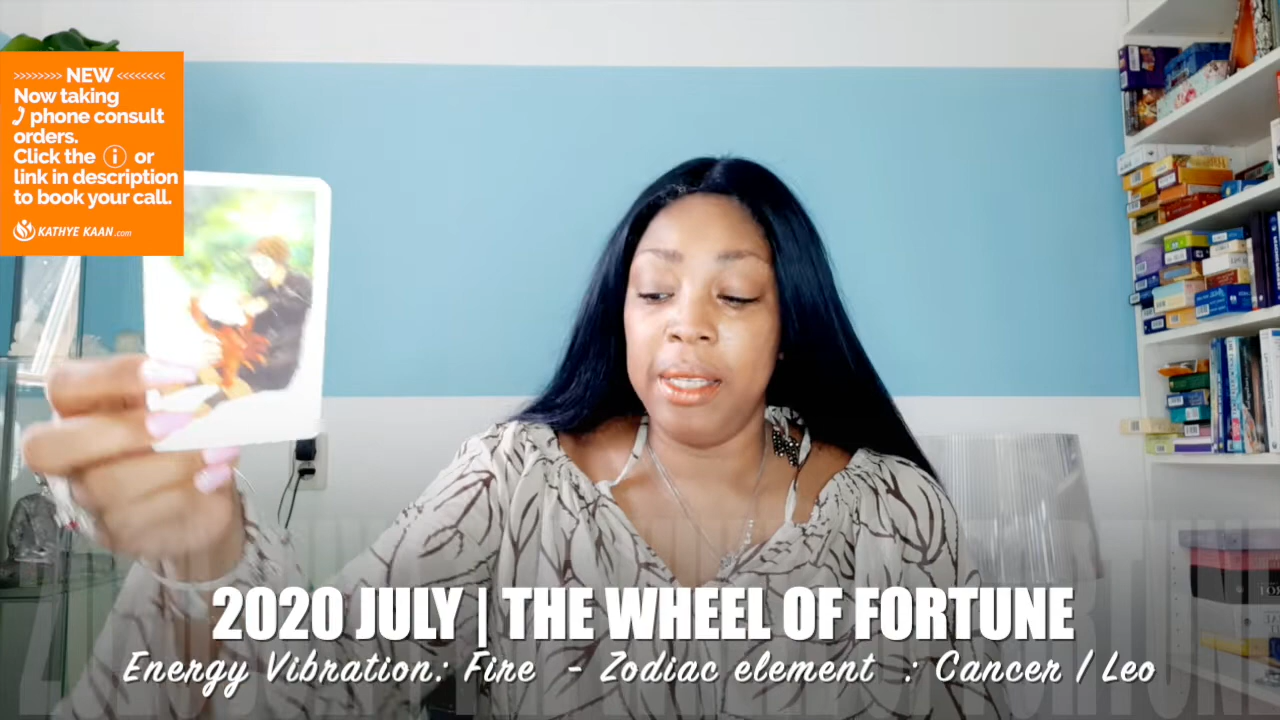 >>>>>>>> NEW <<<<<<<<
Now taking
phone consult
orders.
Click the ⓘ or
link in description
to book your call.
KATHYE KAAN.com
2020 JULY | THE WHEEL OF FORTUNE
Energy Vibration: Fire - Zodiac element : Cancer / Leo